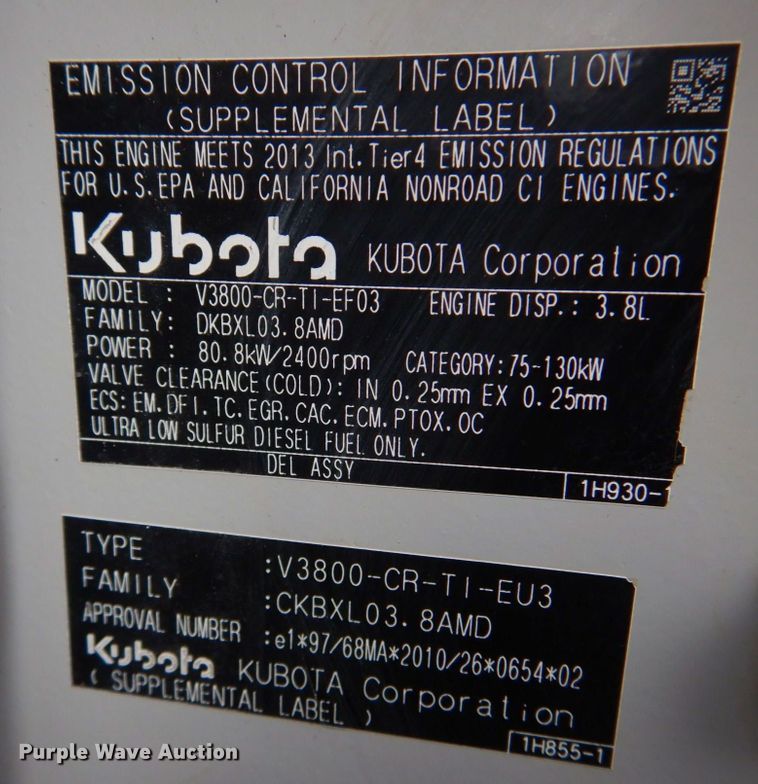 EMISSION CONTROL INFORMATION
(SUPPLEMENTAL LABEL)
THIS ENGINE MEETS 2013 Int.Tier4 EMISSION REGULATIONS
FOR U.S.EPA AND CALIFORNIA NONROAD CI ENGINES.
Kubota KUBOTA Corporation
MODEL : V3800-CR-TI-EF03 ENGINE DISP.: 3.8L
FAMILY: DKBXL03.8AMD
POWER : 80.8kW/2400rpm CATEGORY:75-130kW
VALVE CLEARANCE(COLD): IN 0.25mm EX 0.25mm
ECS: EM.DFI.TC.EGR.CAC.ECM.PTOX.OC
ULTRA LOW SULFUR DIESEL FUEL ONLY.
DEL ASSY
1H930-1
TYPE :V3800-CR-TI-EU3
FAMILY :CKBXL03.8AMD
APPROVAL NUMBER :e1*97/68MA*2010/26*0654*02
Kubota KUBOTA Corporation
(SUPPLEMENTAL LABEL)
1H855-1
Purple Wave Auction